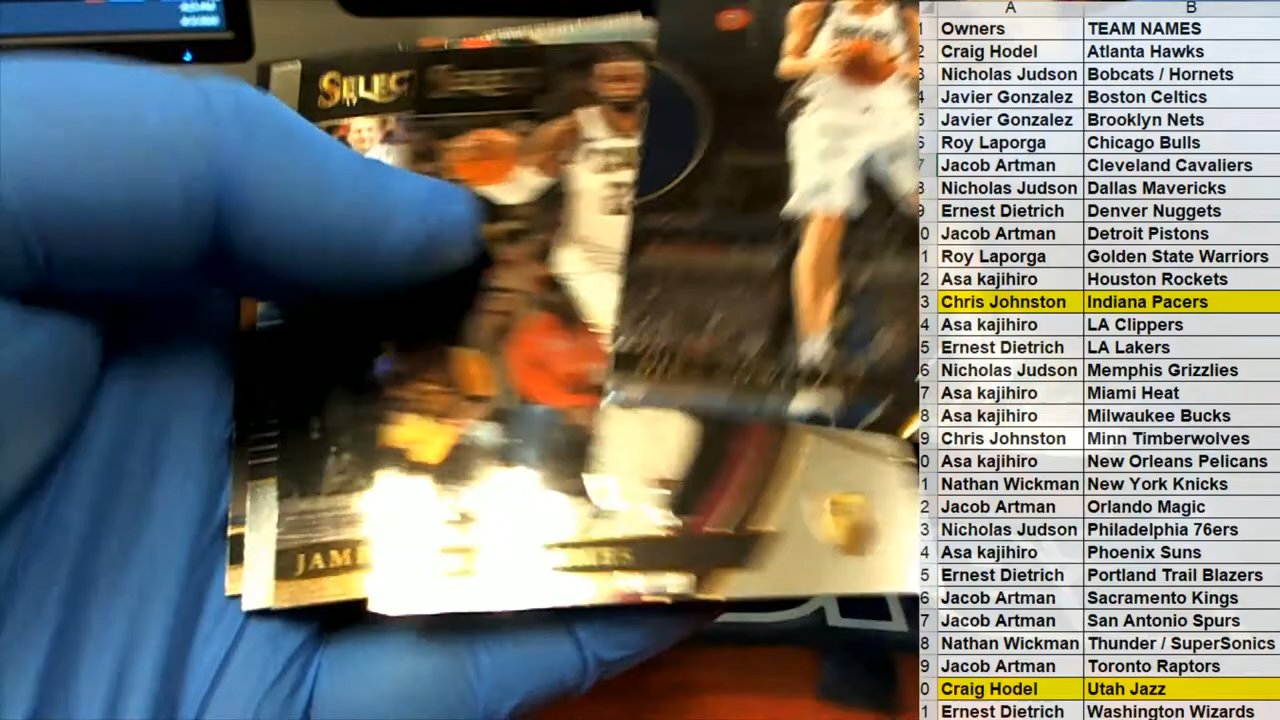 SELECT
SELECT
JAM
A B
1 Owners TEAM NAMES
2 Craig Hodel Atlanta Hawks
3 Nicholas Judson Bobcats / Hornets
4 Javier Gonzalez Boston Celtics
5 Javier Gonzalez Brooklyn Nets
6 Roy Laporga Chicago Bulls
7 Jacob Artman Cleveland Cavaliers
8 Nicholas Judson Dallas Mavericks
9 Ernest Dietrich Denver Nuggets
0 Jacob Artman Detroit Pistons
1 Roy Laporga Golden State Warriors
2 Asa kajihiro Houston Rockets
3 Chris Johnston Indiana Pacers
4 Asa kajihiro LA Clippers
5 Ernest Dietrich LA Lakers
6 Nicholas Judson Memphis Grizzlies
7 Asa kajihiro Miami Heat
8 Asa kajihiro Milwaukee Bucks
9 Chris Johnston Minn Timberwolves
0 Asa kajihiro New Orleans Pelicans
1 Nathan Wickman New York Knicks
2 Jacob Artman Orlando Magic
3 Nicholas Judson Philadelphia 76ers
4 Asa kajihiro Phoenix Suns
5 Ernest Dietrich Portland Trail Blazers
6 Jacob Artman Sacramento Kings
7 Jacob Artman San Antonio Spurs
8 Nathan Wickman Thunder / SuperSonics
9 Jacob Artman Toronto Raptors
0 Craig Hodel Utah Jazz
1 Ernest Dietrich Washington Wizards